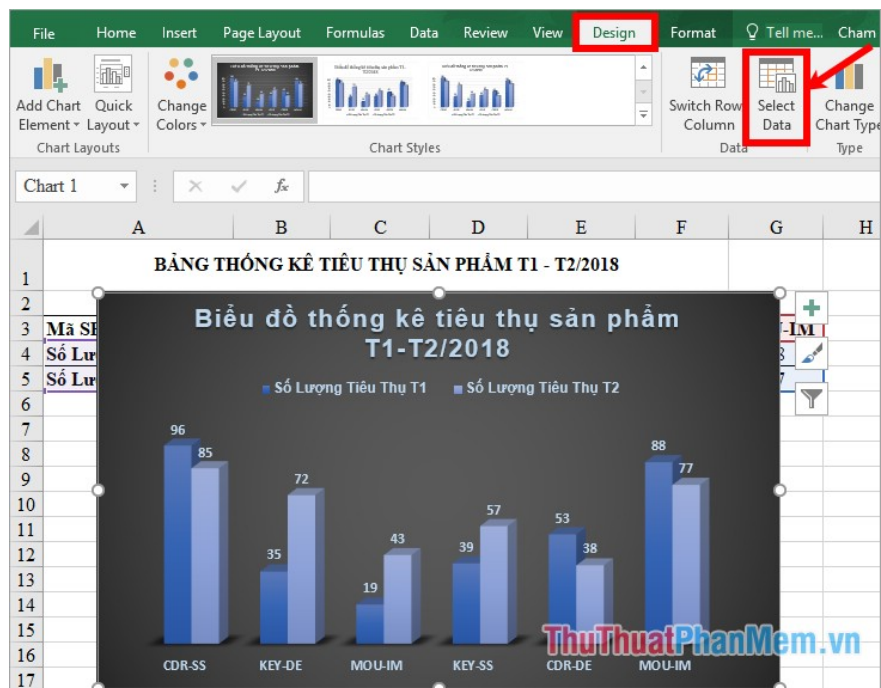 File Home Insert Page Layout Formulas Data Review View Design Format Tell me... Cham
Add Chart Element
Quick Layout
Change Colors
Switch Row
Column
Select Data
Change
Chart Type
Chart Layouts
Chart Styles
Data
Type
Chart 1
fx
A B C D E F G H
1 BẢNG THỐNG KÊ TIÊU THỤ SẢN PHẨM T1 - T2/2018
2
3 Mã
4 Số
5 Số
6
7
8
9
10
11
12
13
14
15
16
17
Biểu đồ thống kê tiêu thụ sản phẩm
T1-T2/2018
Số Lượng Tiêu Thụ T1 Số Lượng Tiêu Thụ T2
96 85 35 72 19 43 39 57 53 38 88 77
CDR-SS KEY-DE MOU-IM KEY-SS CDR-DE MOU-IM
ThuThuatPhanMem.vn